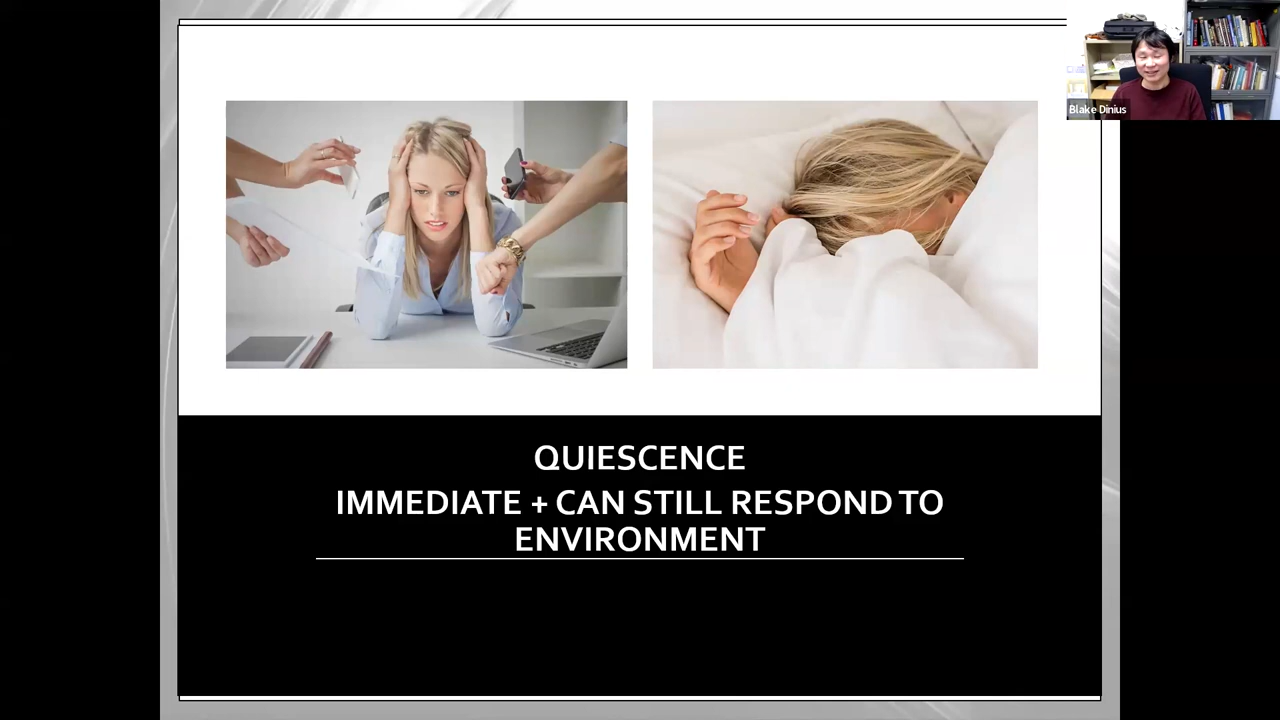 Blake Dinius
QUIESCENCE
IMMEDIATE + CAN STILL RESPOND TO
ENVIRONMENT